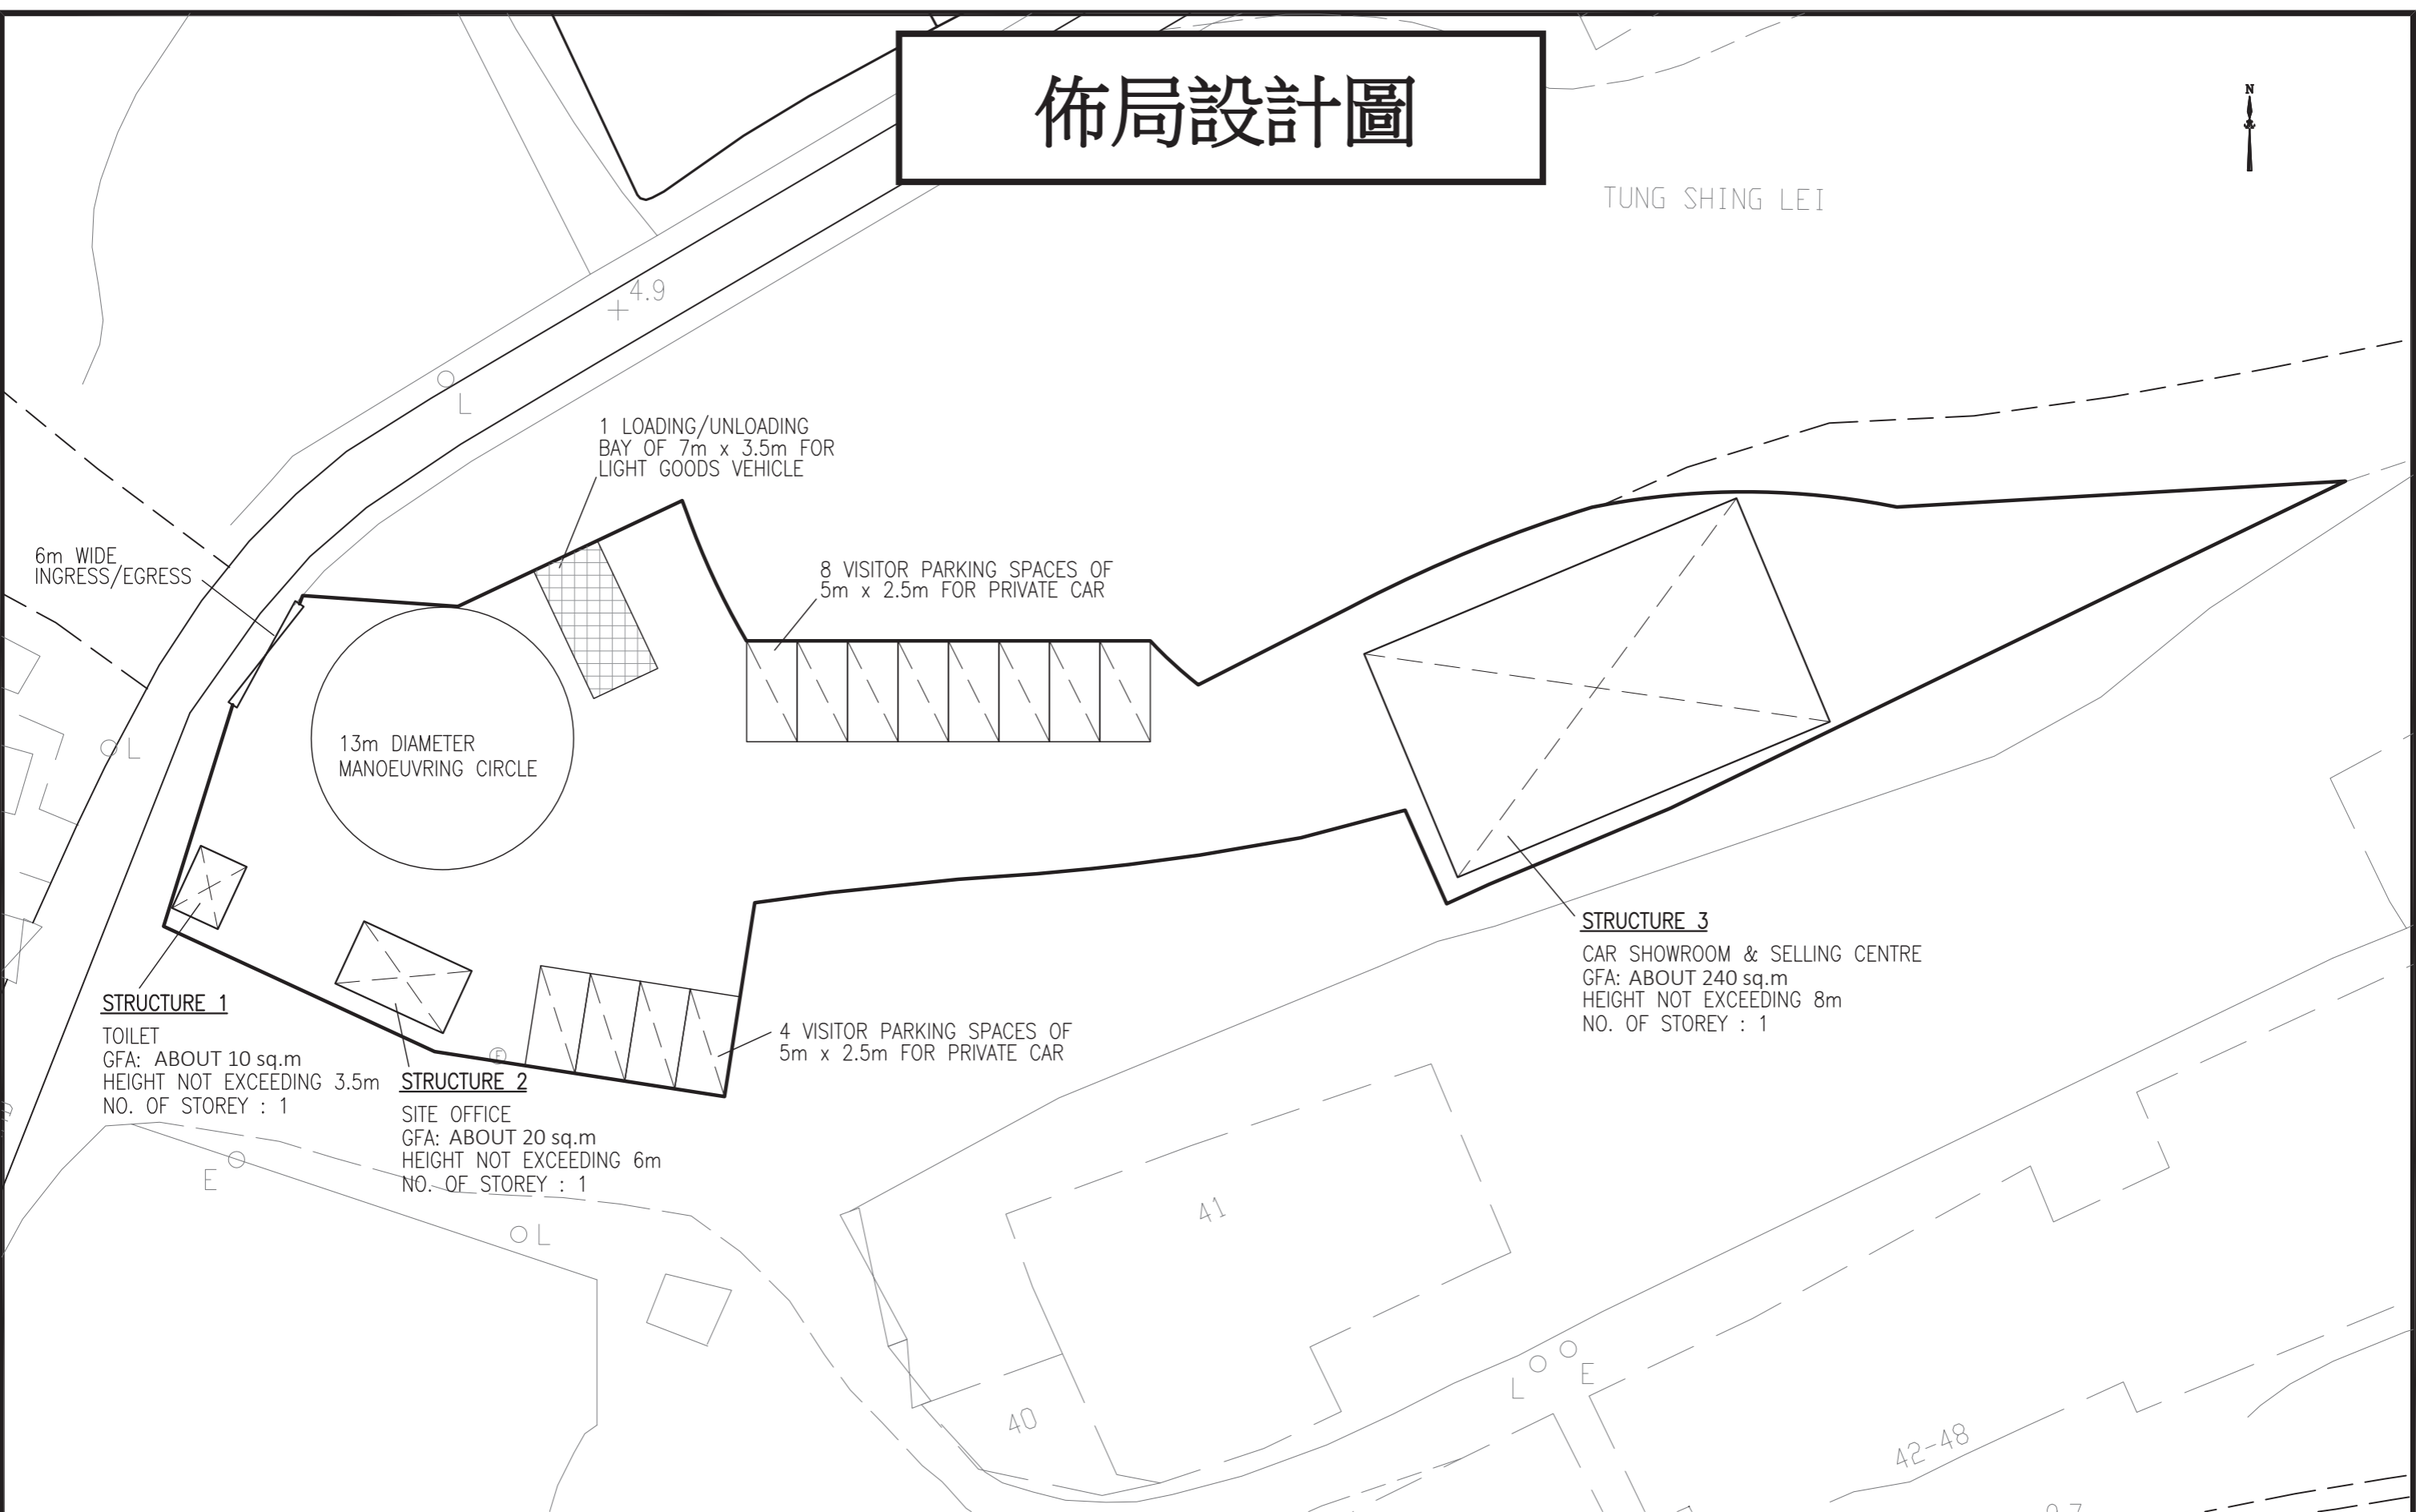 佈局設計圖
N
TUNG SHING LEI
4.9
L
1 LOADING/UNLOADING
BAY OF 7m x 3.5m FOR
LIGHT GOODS VEHICLE
6m WIDE
INGRESS/EGRESS
8 VISITOR PARKING SPACES OF
5m x 2.5m FOR PRIVATE CAR
L
13m DIAMETER
MANOEUVRING CIRCLE
STRUCTURE 1
TOILET
GFA: ABOUT 10 sq.m
HEIGHT NOT EXCEEDING 3.5m
NO. OF STOREY : 1
STRUCTURE 2
SITE OFFICE
GFA: ABOUT 20 sq.m
HEIGHT NOT EXCEEDING 6m
NO. OF STOREY : 1
4 VISITOR PARKING SPACES OF
5m x 2.5m FOR PRIVATE CAR
STRUCTURE 3
CAR SHOWROOM & SELLING CENTRE
GFA: ABOUT 240 sq.m
HEIGHT NOT EXCEEDING 8m
NO. OF STOREY : 1
E
L
41
L
E
40
42-48